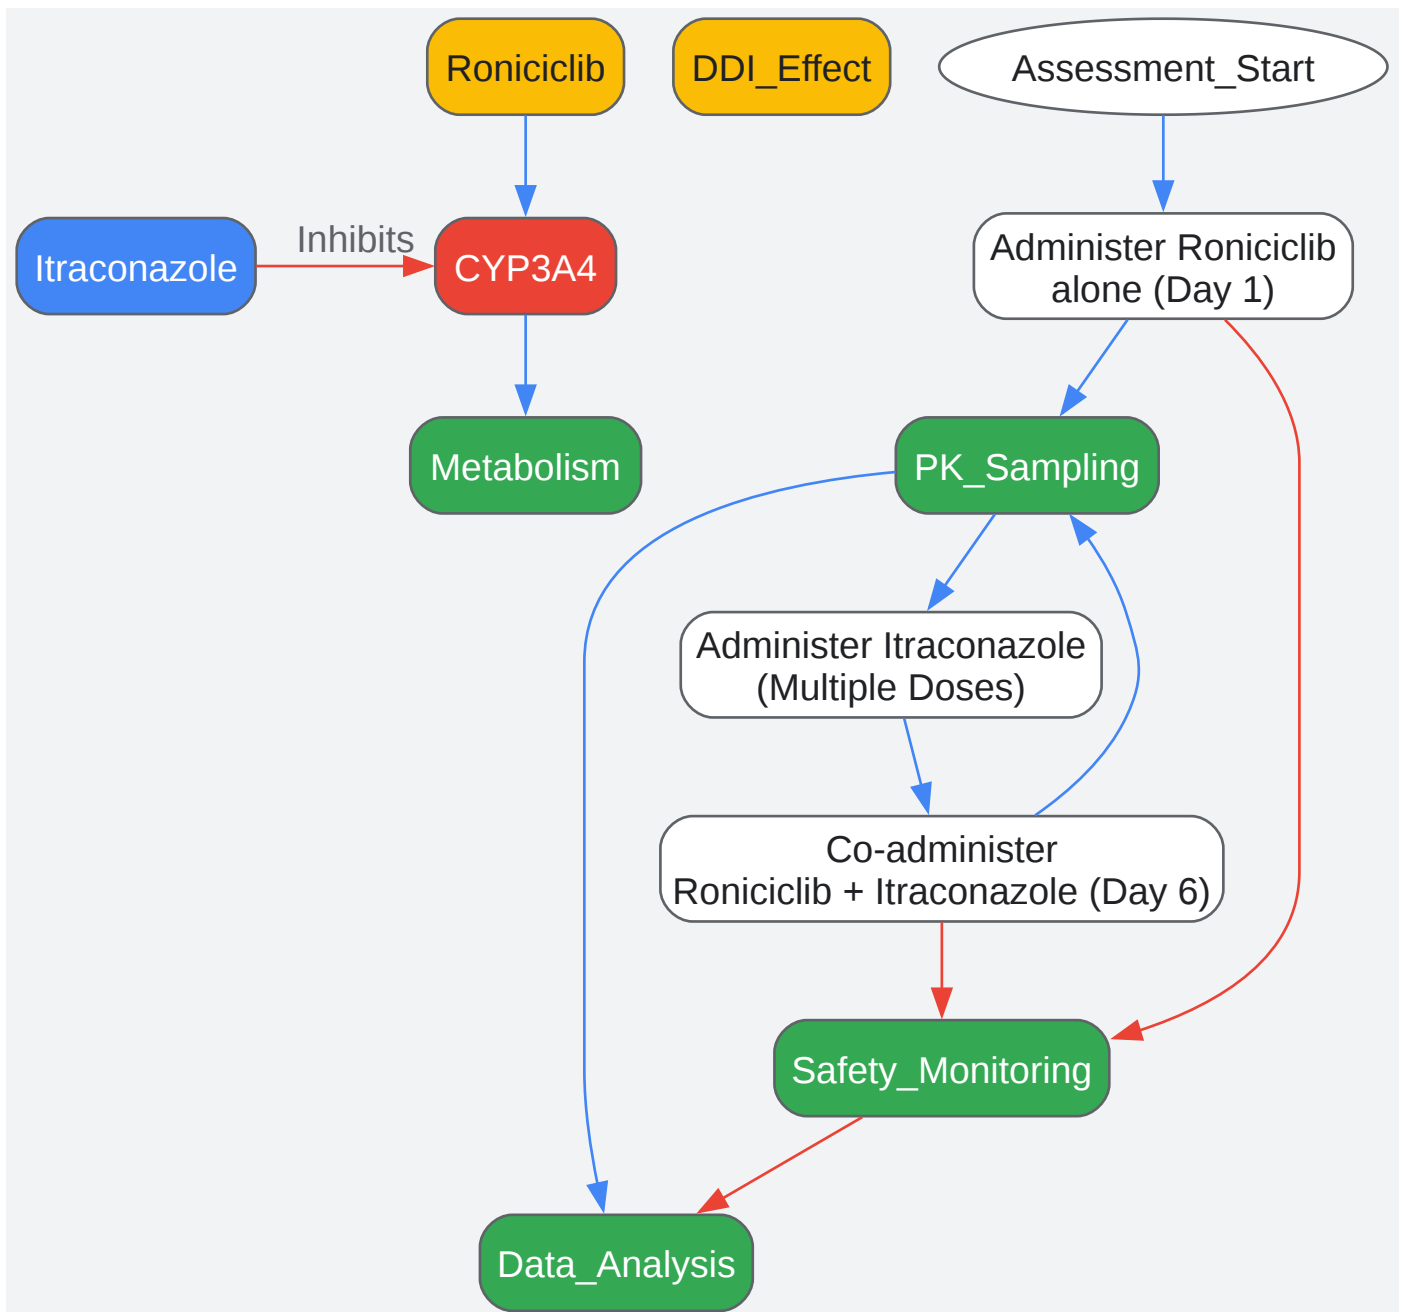 Roniciclib
DDI_Effect
Assessment_Start
Inhibits
Itraconazole
CYP3A4
Administer Roniciclib
alone (Day 1)
Metabolism
PK_Sampling
Administer Itraconazole
(Multiple Doses)
Co-administer
Roniciclib + Itraconazole (Day 6)
Safety_Monitoring
Data_Analysis